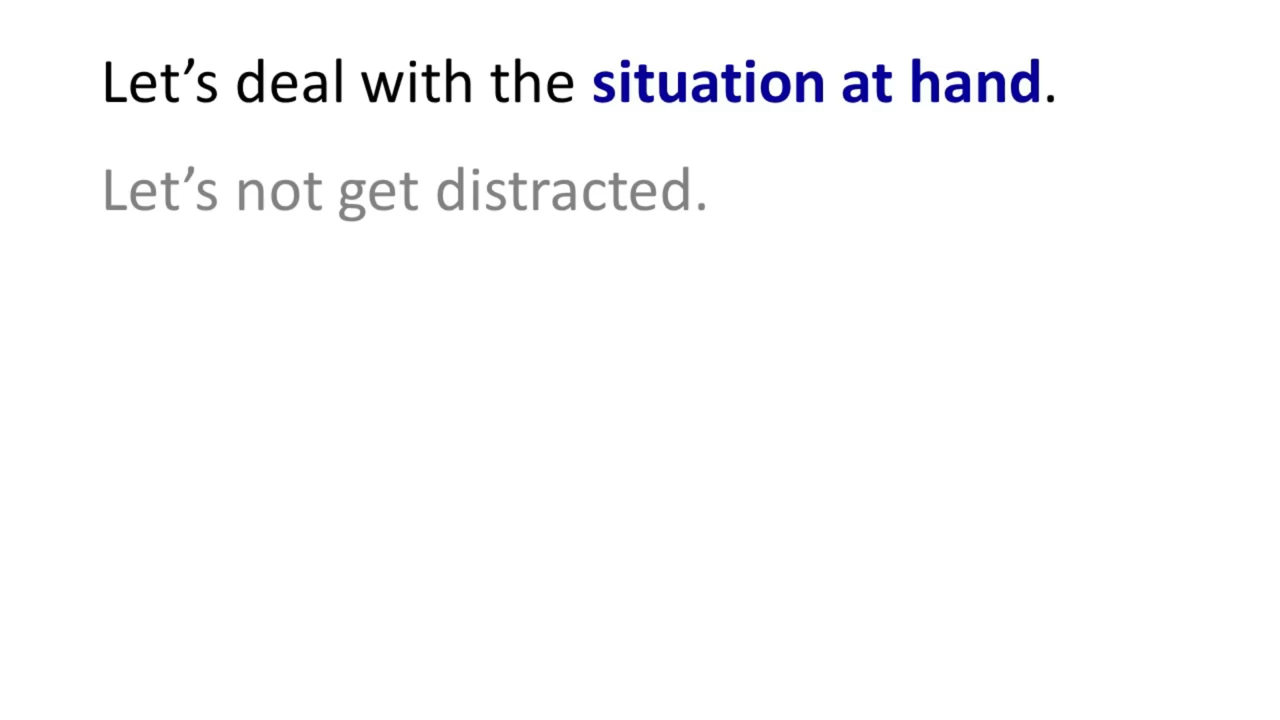 Let’s deal with the situation at hand.
Let’s not get distracted.